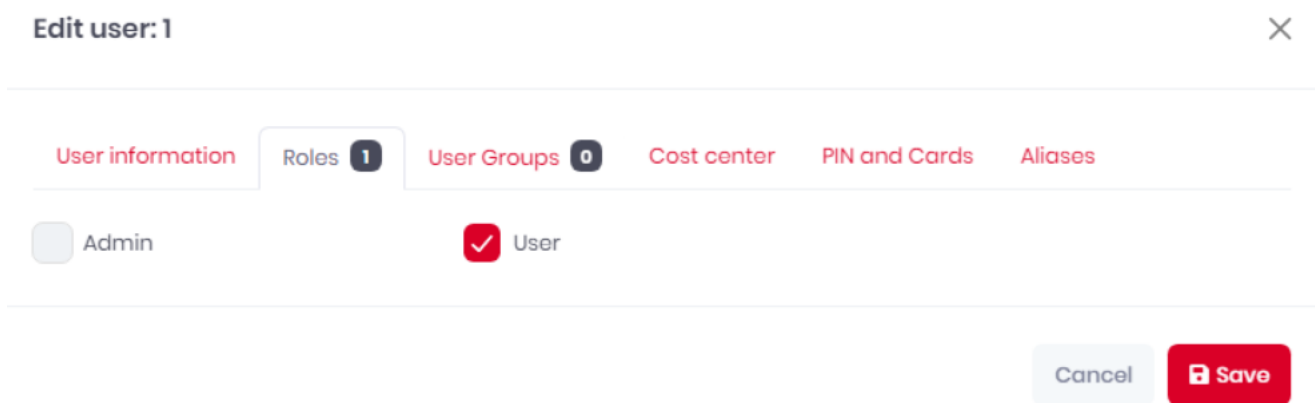 Edit user: 1
User information Roles 1 User Groups 0 Cost center PIN and Cards Aliases
Admin User
Cancel Save